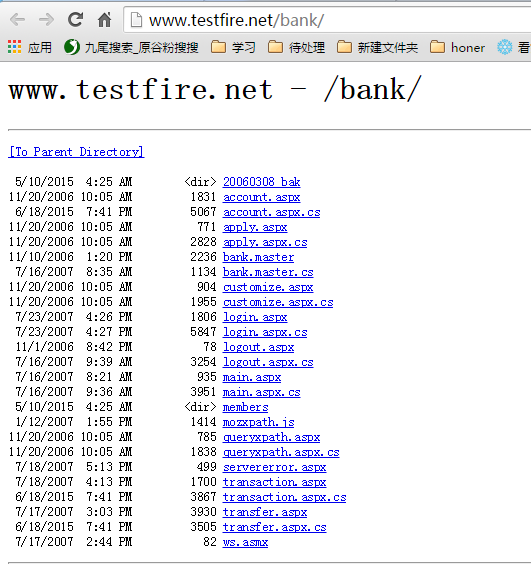 www.testfire.net/bank/
应用 九尾搜索_原谷粉搜搜 学习 待处理 新建文件夹 honer 看
www.testfire.net - /bank/
[To Parent Directory]
5/10/2015 4:25 AM <dir> 20060308_bak
11/20/2006 10:05 AM 1831 account.aspx
6/18/2015 7:41 PM 5067 account.aspx.cs
11/20/2006 10:05 AM 771 apply.aspx
11/20/2006 10:05 AM 2828 apply.aspx.cs
11/10/2006 1:20 PM 2236 bank.master
7/16/2007 8:35 AM 1134 bank.master.cs
11/20/2006 10:05 AM 904 customize.aspx
11/20/2006 10:05 AM 1955 customize.aspx.cs
7/23/2007 4:26 PM 1806 login.aspx
7/23/2007 4:27 PM 5847 login.aspx.cs
11/1/2006 8:42 PM 78 logout.aspx
7/16/2007 9:39 AM 3254 logout.aspx.cs
7/16/2007 8:21 AM 935 main.aspx
7/16/2007 9:36 AM 3951 main.aspx.cs
5/10/2015 4:25 AM <dir> members
1/12/2007 1:55 PM 1414 mozxpath.js
11/20/2006 10:05 AM 785 queryxpath.aspx
11/20/2006 10:05 AM 1838 queryxpath.aspx.cs
7/18/2007 5:13 PM 499 servererror.aspx
7/18/2007 4:13 PM 1700 transaction.aspx
6/18/2015 7:41 PM 3867 transaction.aspx.cs
7/17/2007 3:03 PM 3930 transfer.aspx
6/18/2015 7:41 PM 3505 transfer.aspx.cs
7/17/2007 2:44 PM 82 ws.asmx